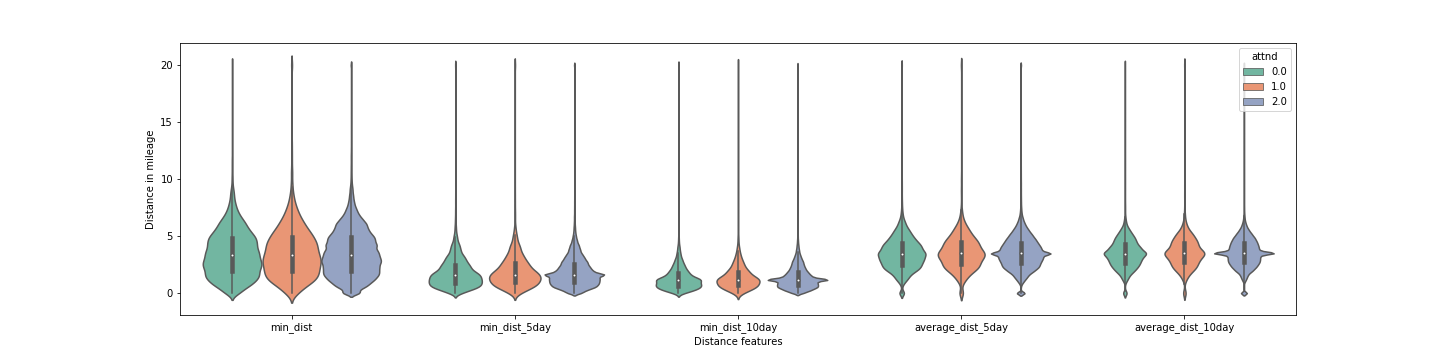 attnd
0.0
1.0
2.0
20
15
10
5
0
Distance in mileage
min_dist
min_dist_5day
min_dist_10day
average_dist_5day
average_dist_10day
Distance features